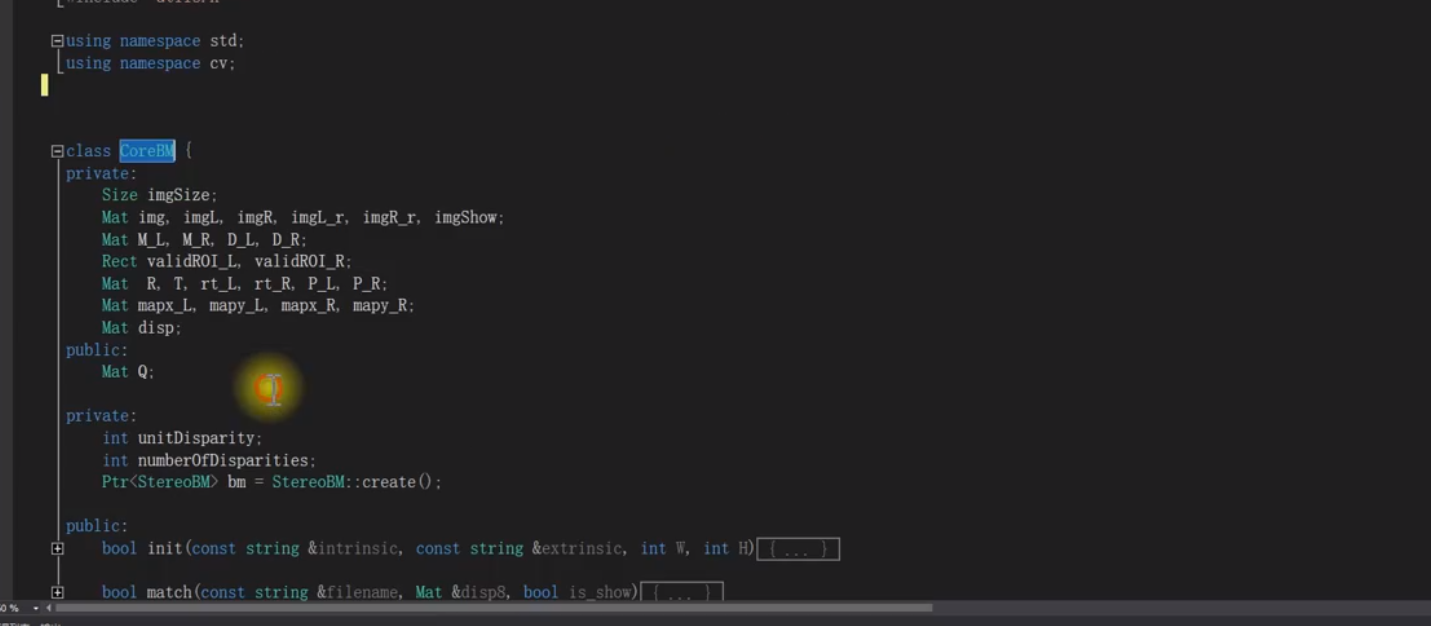 using namespace std;
using namespace cv;
class CoreBM {
private:
Size imgSize;
Mat img, imgL, imgR, imgL_r, imgR_r, imgShow;
Mat M_L, M_R, D_L, D_R;
Rect validROI_L, validROI_R;
Mat R, T, rt_L, rt_R, P_L, P_R;
Mat mapx_L, mapy_L, mapx_R, mapy_R;
Mat disp;
public:
Mat Q;
private:
int unitDisparity;
int numberOfDisparities;
Ptr<StereoBM> bm = StereoBM::create();
public:
bool init(const string &intrinsic, const string &extrinsic, int W, int H){ ... }
bool match(const string &filename, Mat &disp8, bool is_show){ ... }